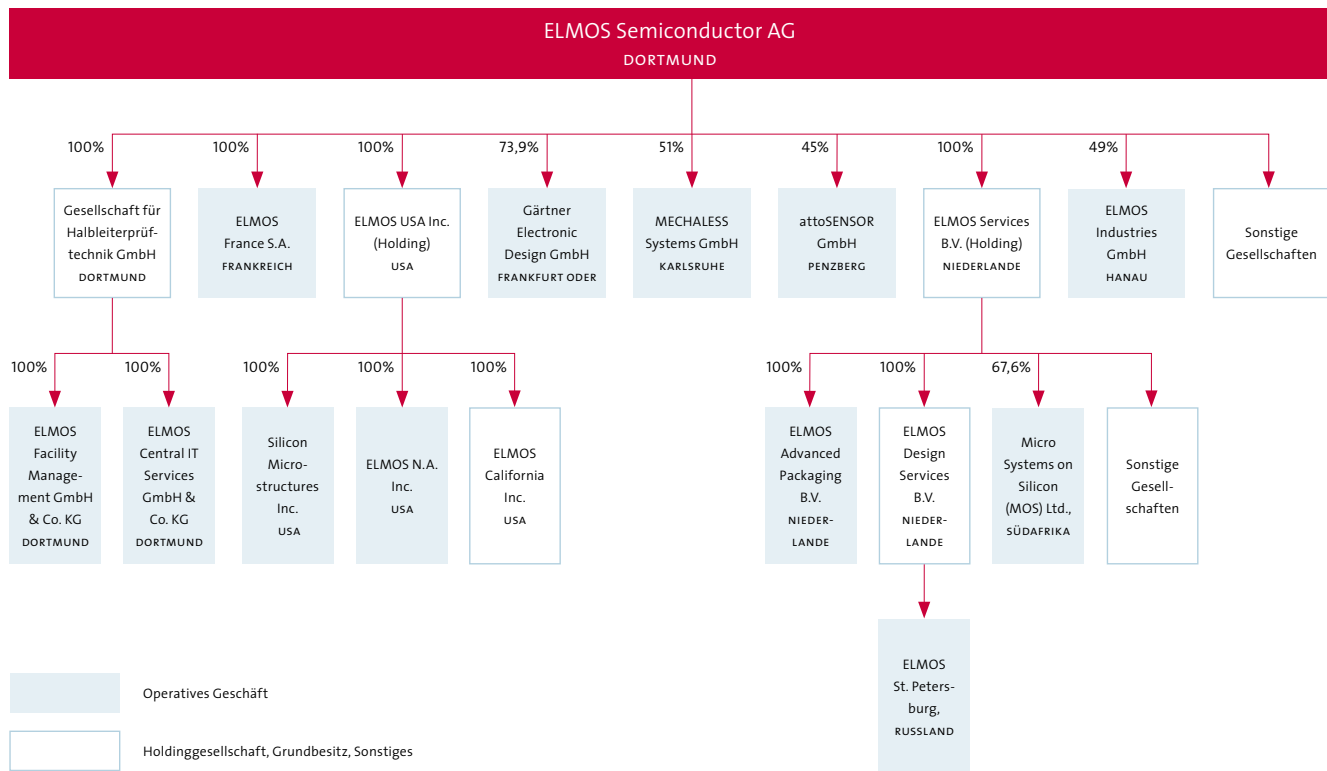 ELMOS Semiconductor AG
DORTMUND
100%
100%
100%
73,9%
51%
45%
100%
49%
Gesellschaft für
Halbleiterprüf-
technik GmbH
DORTMUND
ELMOS
France S.A.
FRANKREICH
ELMOS USA Inc.
(Holding)
USA
Gärtner
Electronic
Design GmbH
FRANKFURT ODER
MECHALESS
Systems GmbH
KARLSRUHE
attoSENSOR
GmbH
PENZBERG
ELMOS Services
B.V. (Holding)
NIEDERLANDE
ELMOS
Industries
GmbH
HANAU
Sonstige
Gesellschaften
100%
100%
100%
100%
100%
100%
100%
67,6%
ELMOS
Facility
Manage-
ment GmbH
& Co. KG
DORTMUND
ELMOS
Central IT
Services
GmbH &
Co. KG
DORTMUND
Silicon
Micro-
structures
Inc.
USA
ELMOS N.A.
Inc.
USA
ELMOS
California
Inc.
USA
ELMOS
Advanced
Packaging
B.V.
NIEDER-
LANDE
ELMOS
Design
Services
B.V.
NIEDER-
LANDE
Micro
Systems on
Silicon
(MOS) Ltd.,
SÜDAFRIKA
Sonstige
Gesell-
schaften
ELMOS
St. Peters-
burg,
RUSSLAND
Operatives Geschäft
Holdinggesellschaft, Grundbesitz, Sonstiges